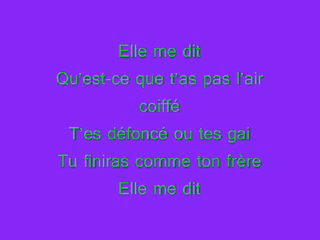 Elle me dit
Qu'est-ce que t'as pas l'air
coiffé
T'es défoncé ou tes gai
Tu finiras comme ton frère
Elle me dit